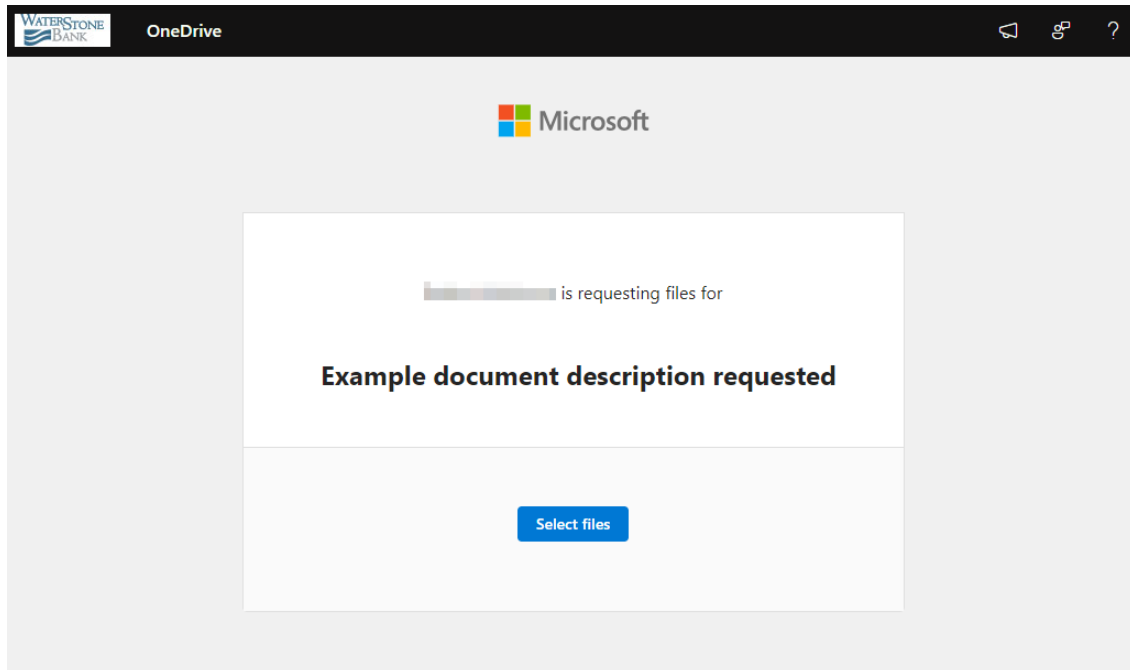 WATERSTONE
BANK
OneDrive
?
Microsoft
is requesting files for
Example document description requested
Select files